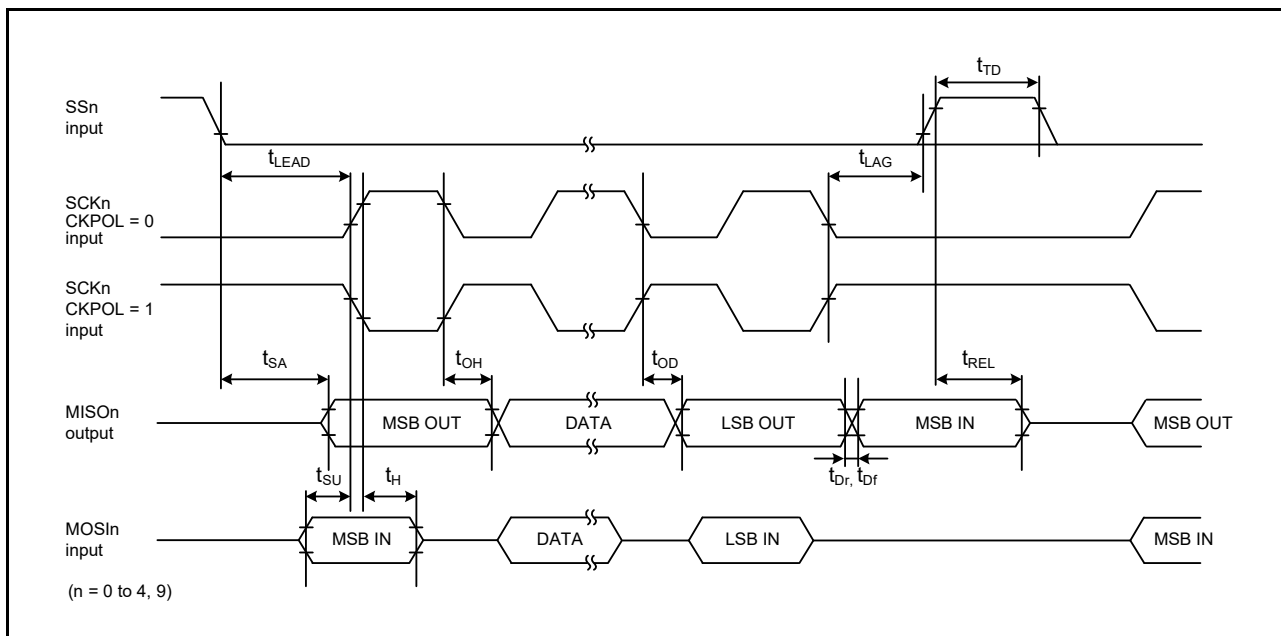 tTD
SSn
input
tLEAD
tLAG
SCKn
CKPOL = 0
input
SCKn
CKPOL = 1
input
tSA
tOH
tOD
tREL
MISOn
output
MSB OUT
DATA
LSB OUT
MSB IN
MSB OUT
tSU
tH
tDr, tDf
MOSIn
input
MSB IN
DATA
LSB IN
MSB IN
(n = 0 to 4, 9)